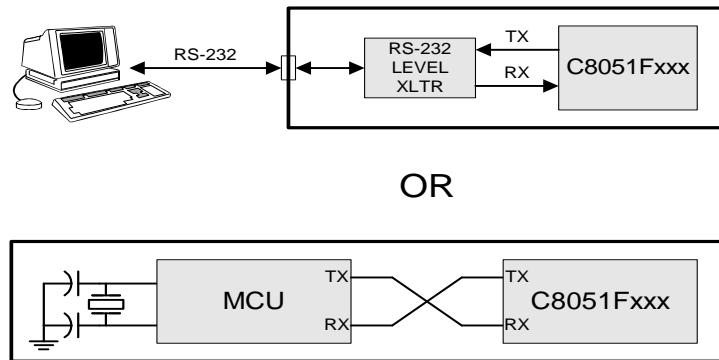 RS-232
RS-232
LEVEL
XLTR
TX
RX
C8051Fxxx
OR
MCU
TX
RX
TX
RX
C8051Fxxx